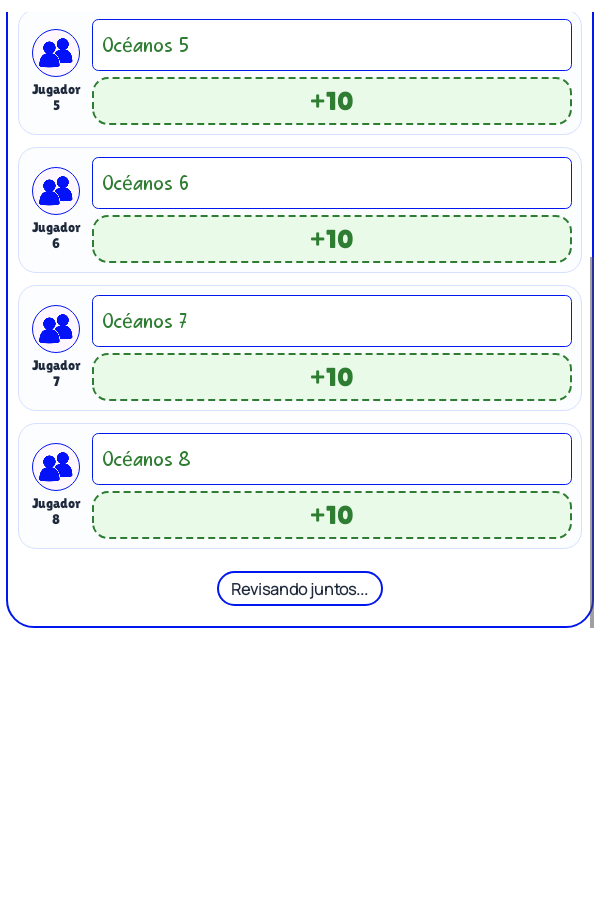 Océanos 5
Jugador
5
+10
Océanos 6
Jugador
6
+10
Océanos 7
Jugador
7
+10
Océanos 8
Jugador
8
+10
Revisando juntos...